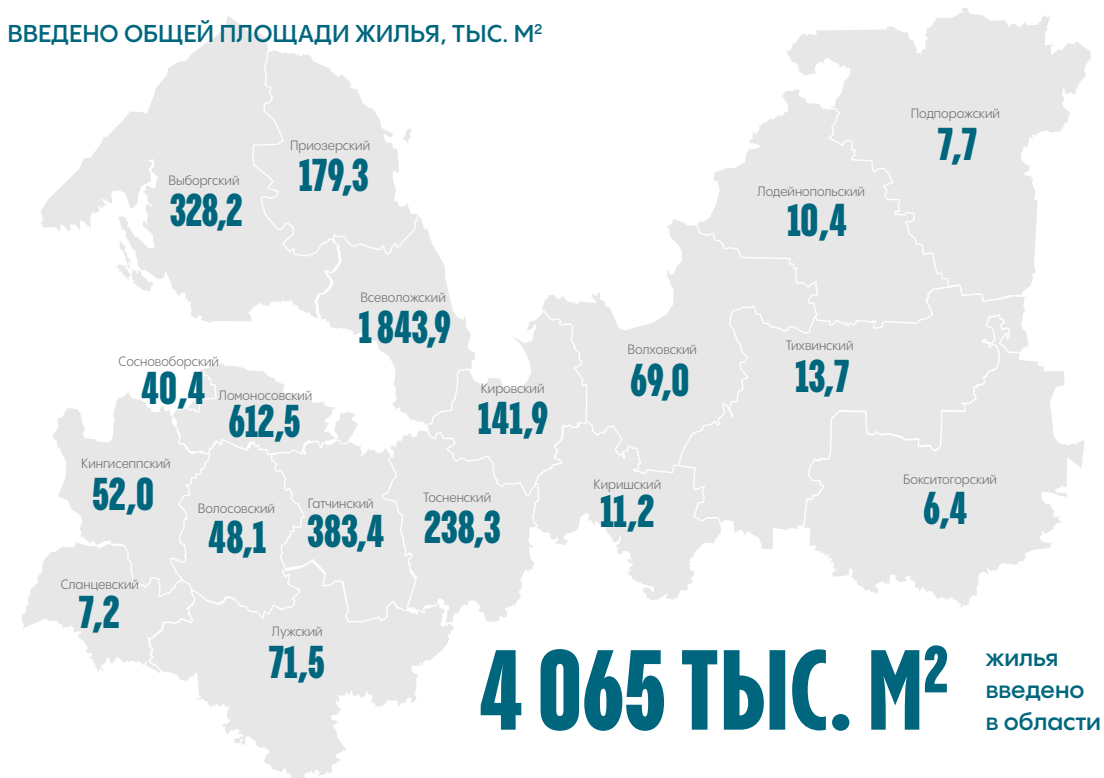 ВВЕДЕНО ОБЩЕЙ ПЛОЩАДИ ЖИЛЬЯ, ТЫС. М²
Подпорожский
7,7
Приозерский
179,3
Выборгский
328,2
Лодейнопольский
10,4
Всеволожский
1 843,9
Волховский
69,0
Тихвинский
13,7
Сосновоборский
40,4
Ломоносовский
612,5
Кировский
141,9
Кингисеппский
52,0
Волосовский
48,1
Гатчинский
383,4
Тосненский
238,3
Киришский
11,2
Бокситогорский
6,4
Сланцевский
7,2
Лужский
71,5
4 065 ТЫС. М²
жилья
введено
в области